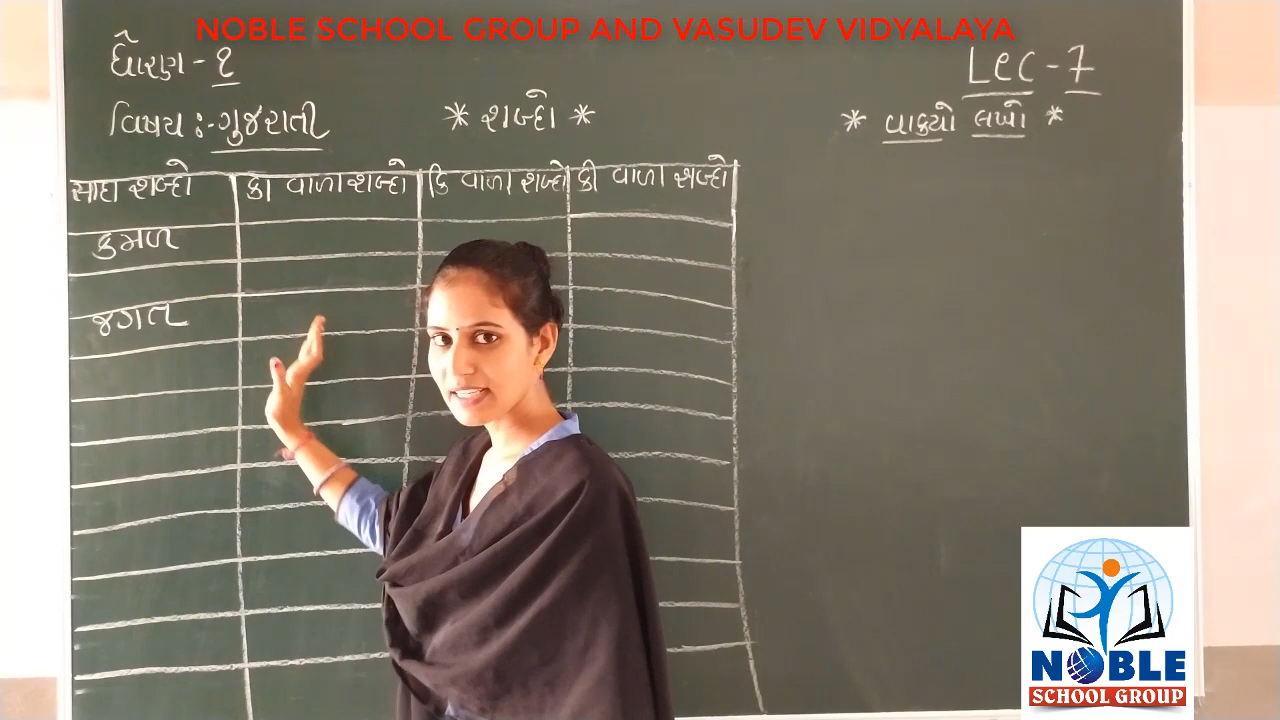 NOBLE SCHOOL GROUP AND VASUDEV VIDYALAYA
ધોરણ - ૧
Lec - 7
વિષય :- ગુજરાતી
* શબ્દો *
* વાક્યો લખો *
સાદા શબ્દો
કા વાળા શબ્દો
કિ વાળા શબ્દો
કી વાળા શબ્દો
કમળ
જગત
NOBLE
SCHOOL GROUP